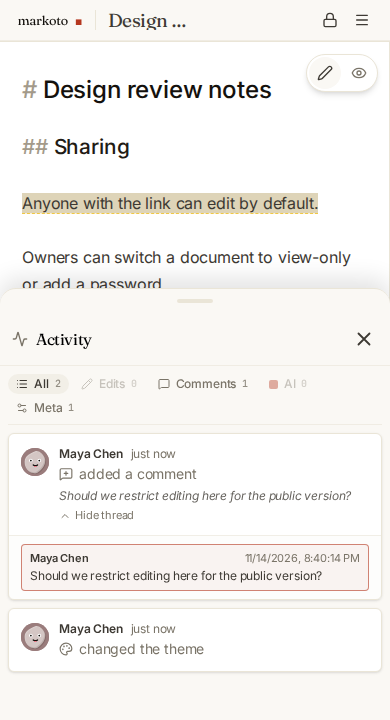 markoto
Design ...
# Design review notes
## Sharing
Anyone with the link can edit by default.
Owners can switch a document to view-only
or add a password
Activity
All 2 Edits 0 Comments 1 AI 0
Meta 1
Maya Chen just now
added a comment
Should we restrict editing here for the public version?
Hide thread
Maya Chen 11/14/2026, 8:40:14 PM
Should we restrict editing here for the public version?
Maya Chen just now
changed the theme